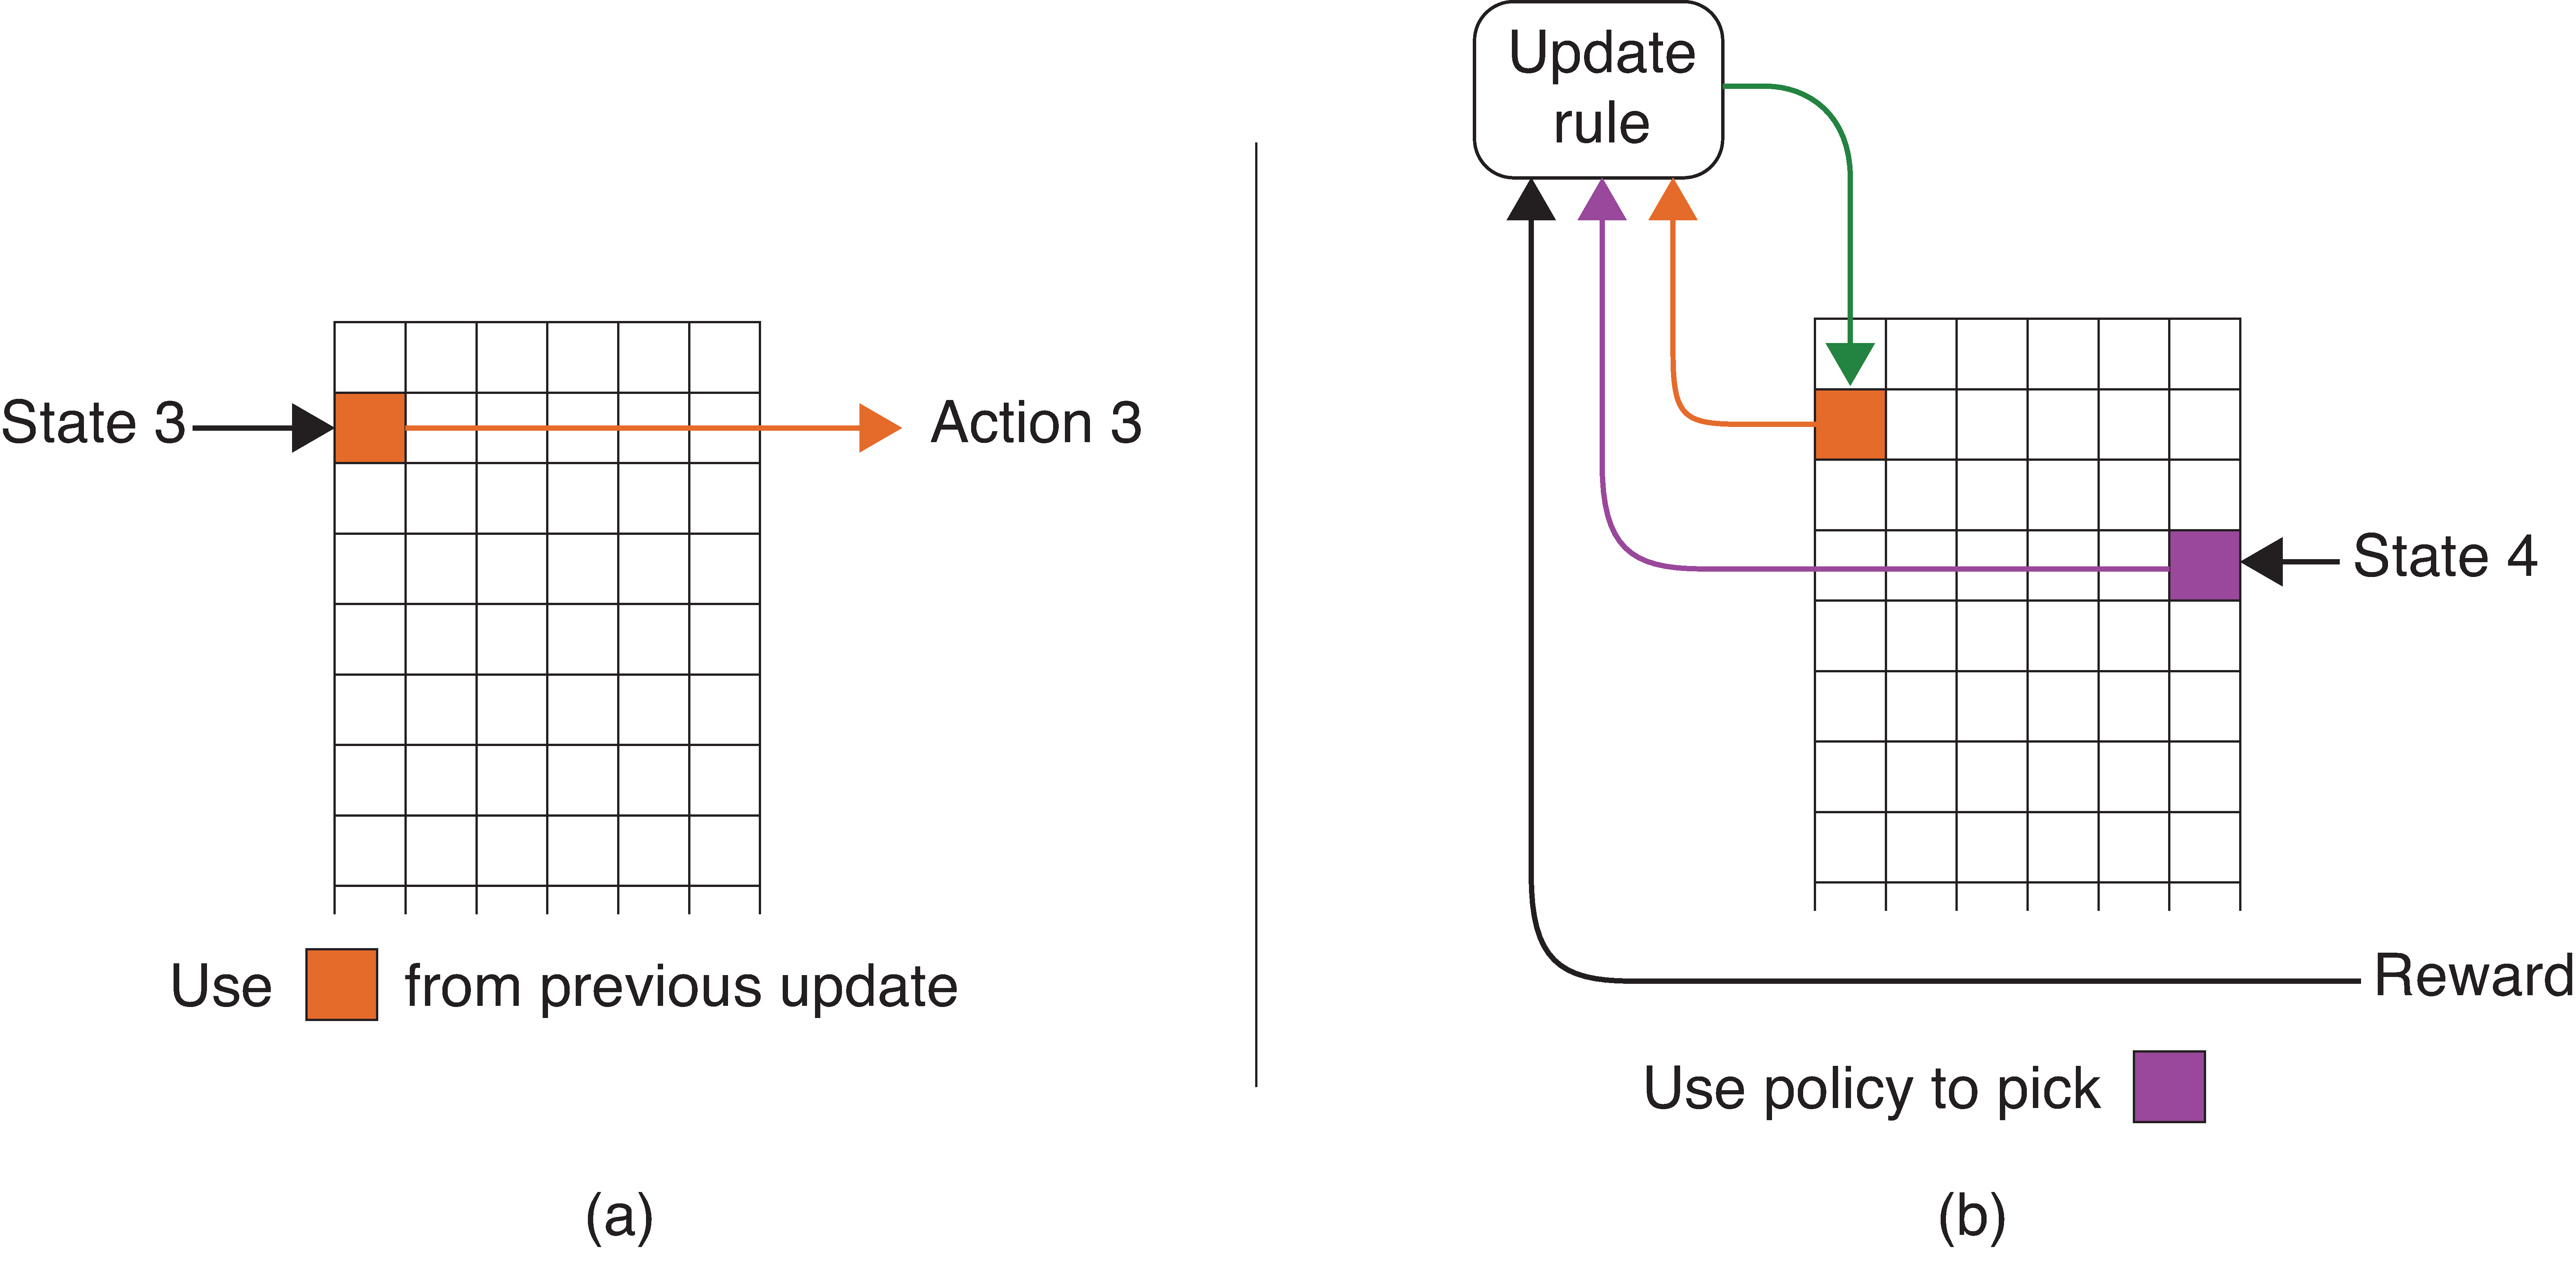 State 3
Action 3
Use from previous update
(a)
Update
rule
State 4
Reward
Use policy to pick
(b)